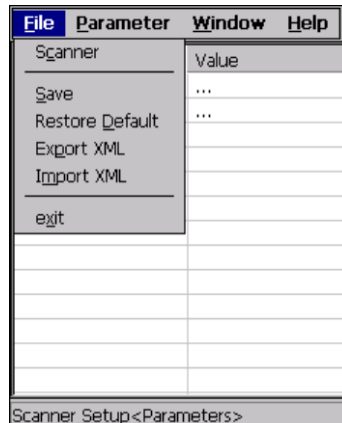 File Parameter Window Help
Scanner
Value
Save
...
Restore Default
...
Export XML
Import XML
exit
Scanner Setup<Parameters>